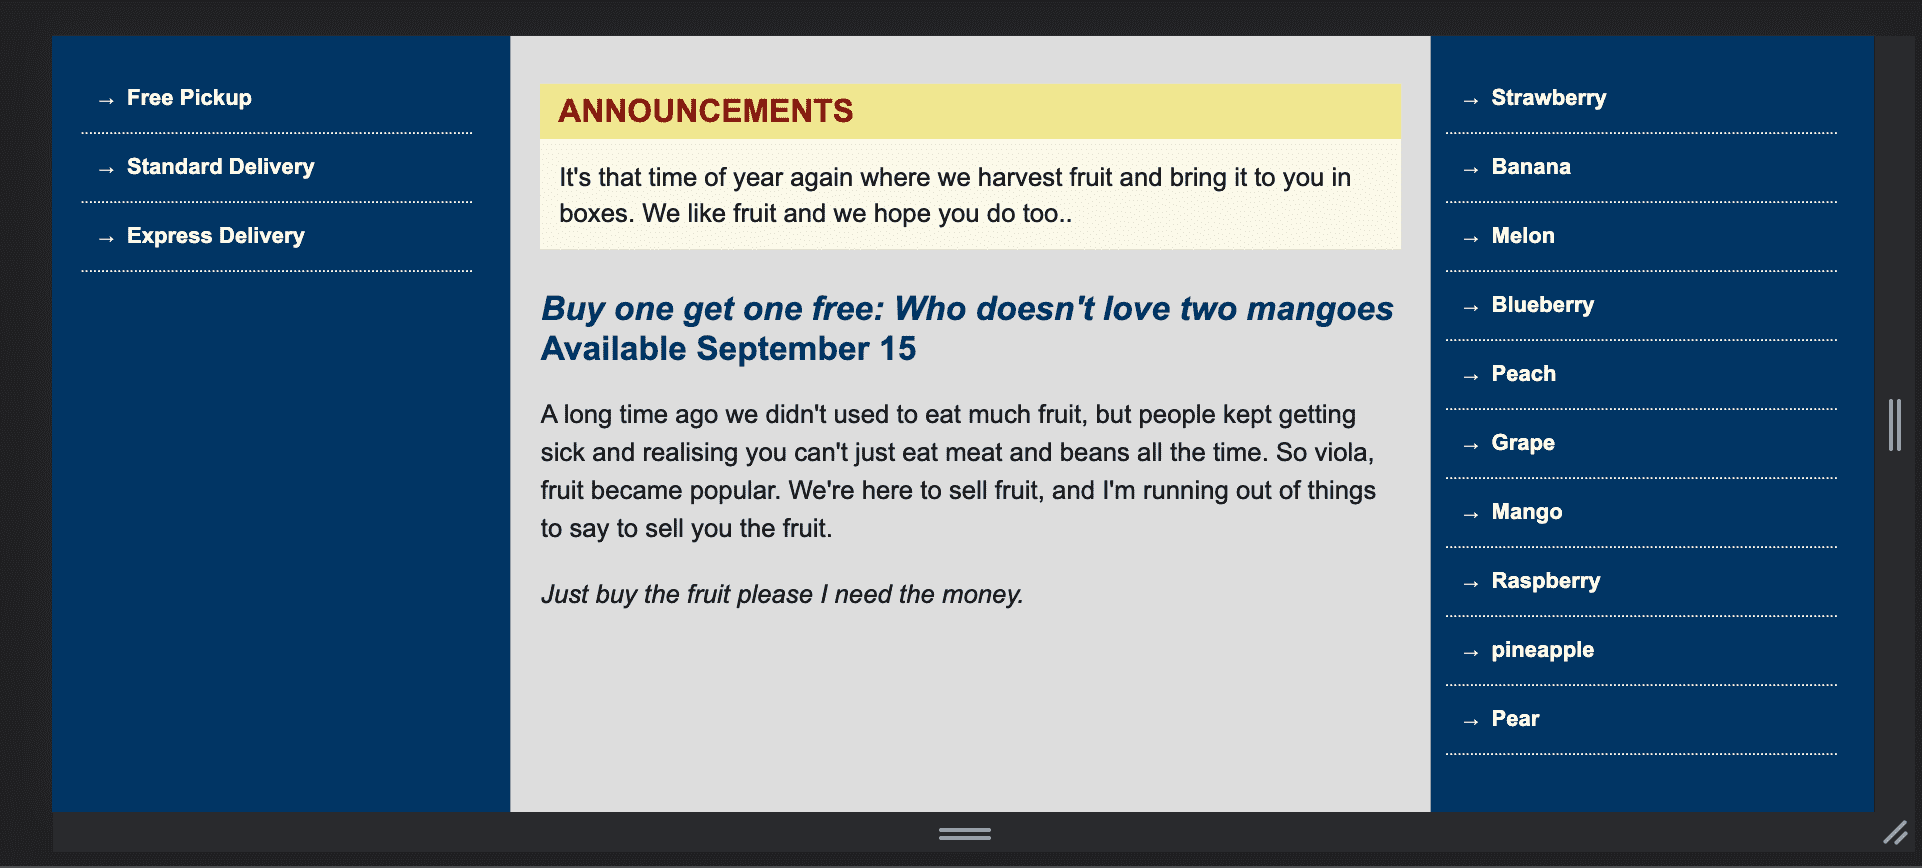 → Free Pickup
→ Standard Delivery
→ Express Delivery
ANNOUNCEMENTS
It's that time of year again where we harvest fruit and bring it to you in
boxes. We like fruit and we hope you do too..
Buy one get one free: Who doesn't love two mangoes
Available September 15
A long time ago we didn't used to eat much fruit, but people kept getting
sick and realising you can't just eat meat and beans all the time. So viola,
fruit became popular. We're here to sell fruit, and I'm running out of things
to say to sell you the fruit.
Just buy the fruit please I need the money.
→ Strawberry
→ Banana
→ Melon
→ Blueberry
→ Peach
→ Grape
→ Mango
→ Raspberry
→ pineapple
→ Pear